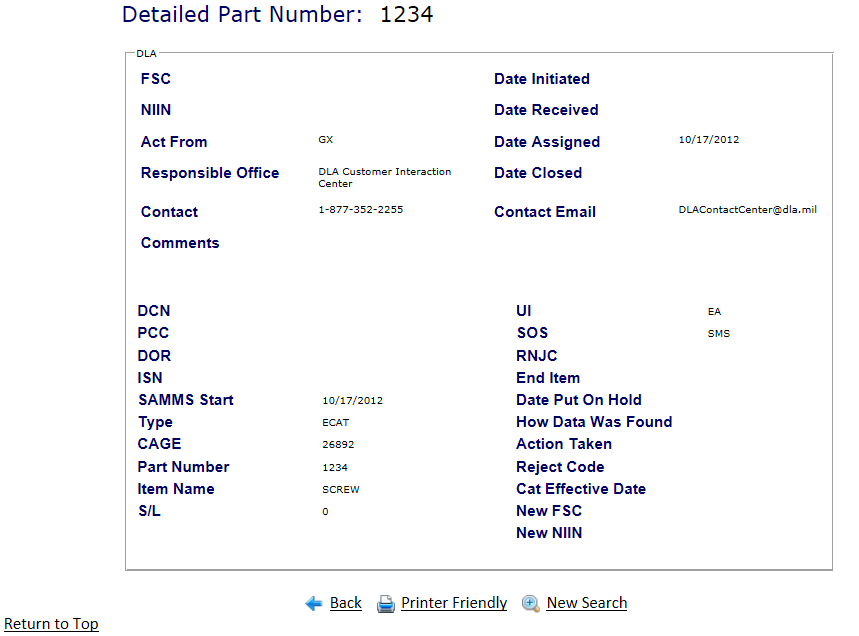 Detailed Part Number: 1234
DLA
FSC Date Initiated
NIIN Date Received
Act From GX Date Assigned 10/17/2012
Responsible Office DLA Customer Interaction Center Date Closed
Contact 1-877-352-2255 Contact Email DLAContactCenter@dla.mil
Comments
DCN UI EA
PCC SOS SMS
DOR RNJC
ISN End Item
SAMMS Start 10/17/2012 Date Put On Hold
Type ECAT How Data Was Found
CAGE 26892 Action Taken
Part Number 1234 Reject Code
Item Name SCREW Cat Effective Date
S/L 0 New FSC
New NIIN
Back Printer Friendly New Search
Return to Top